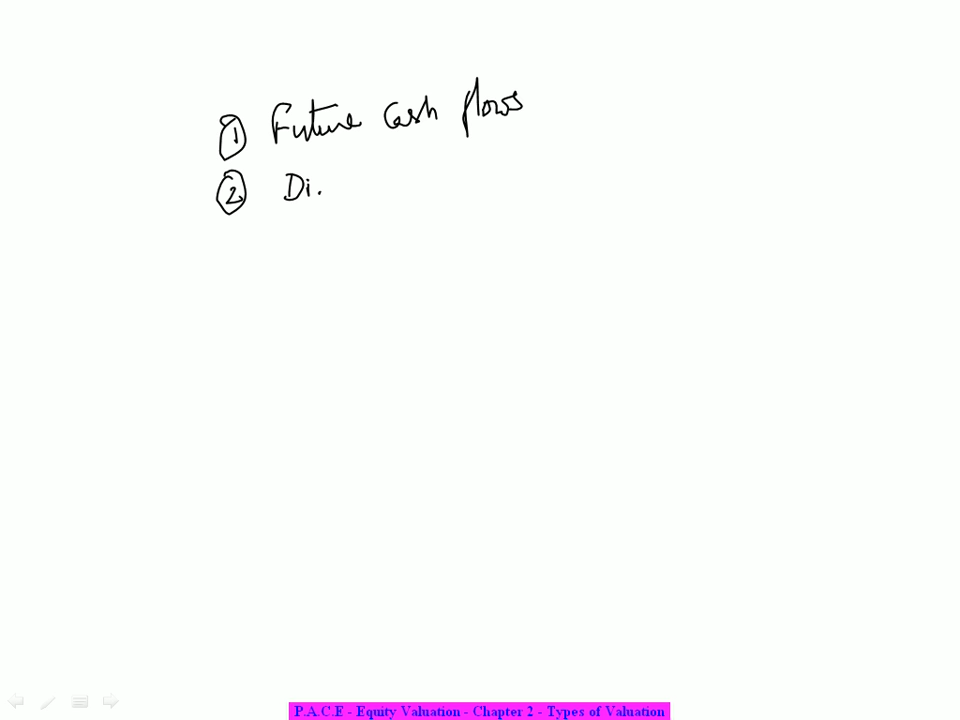 ① Future Cash flows
② Di.
P.A.C.E - Equity Valuation - Chapter 2 - Types of Valuation